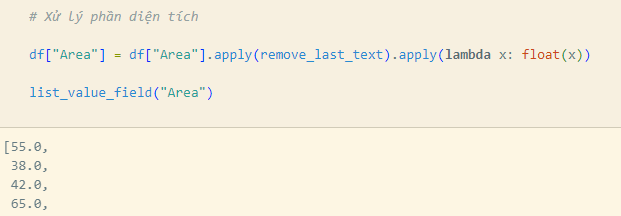 # Xử lý phần diện tích
df["Area"] = df["Area"].apply(remove_last_text).apply(lambda x: float(x))
list_value_field("Area")
[55.0,
38.0,
42.0,
65.0,